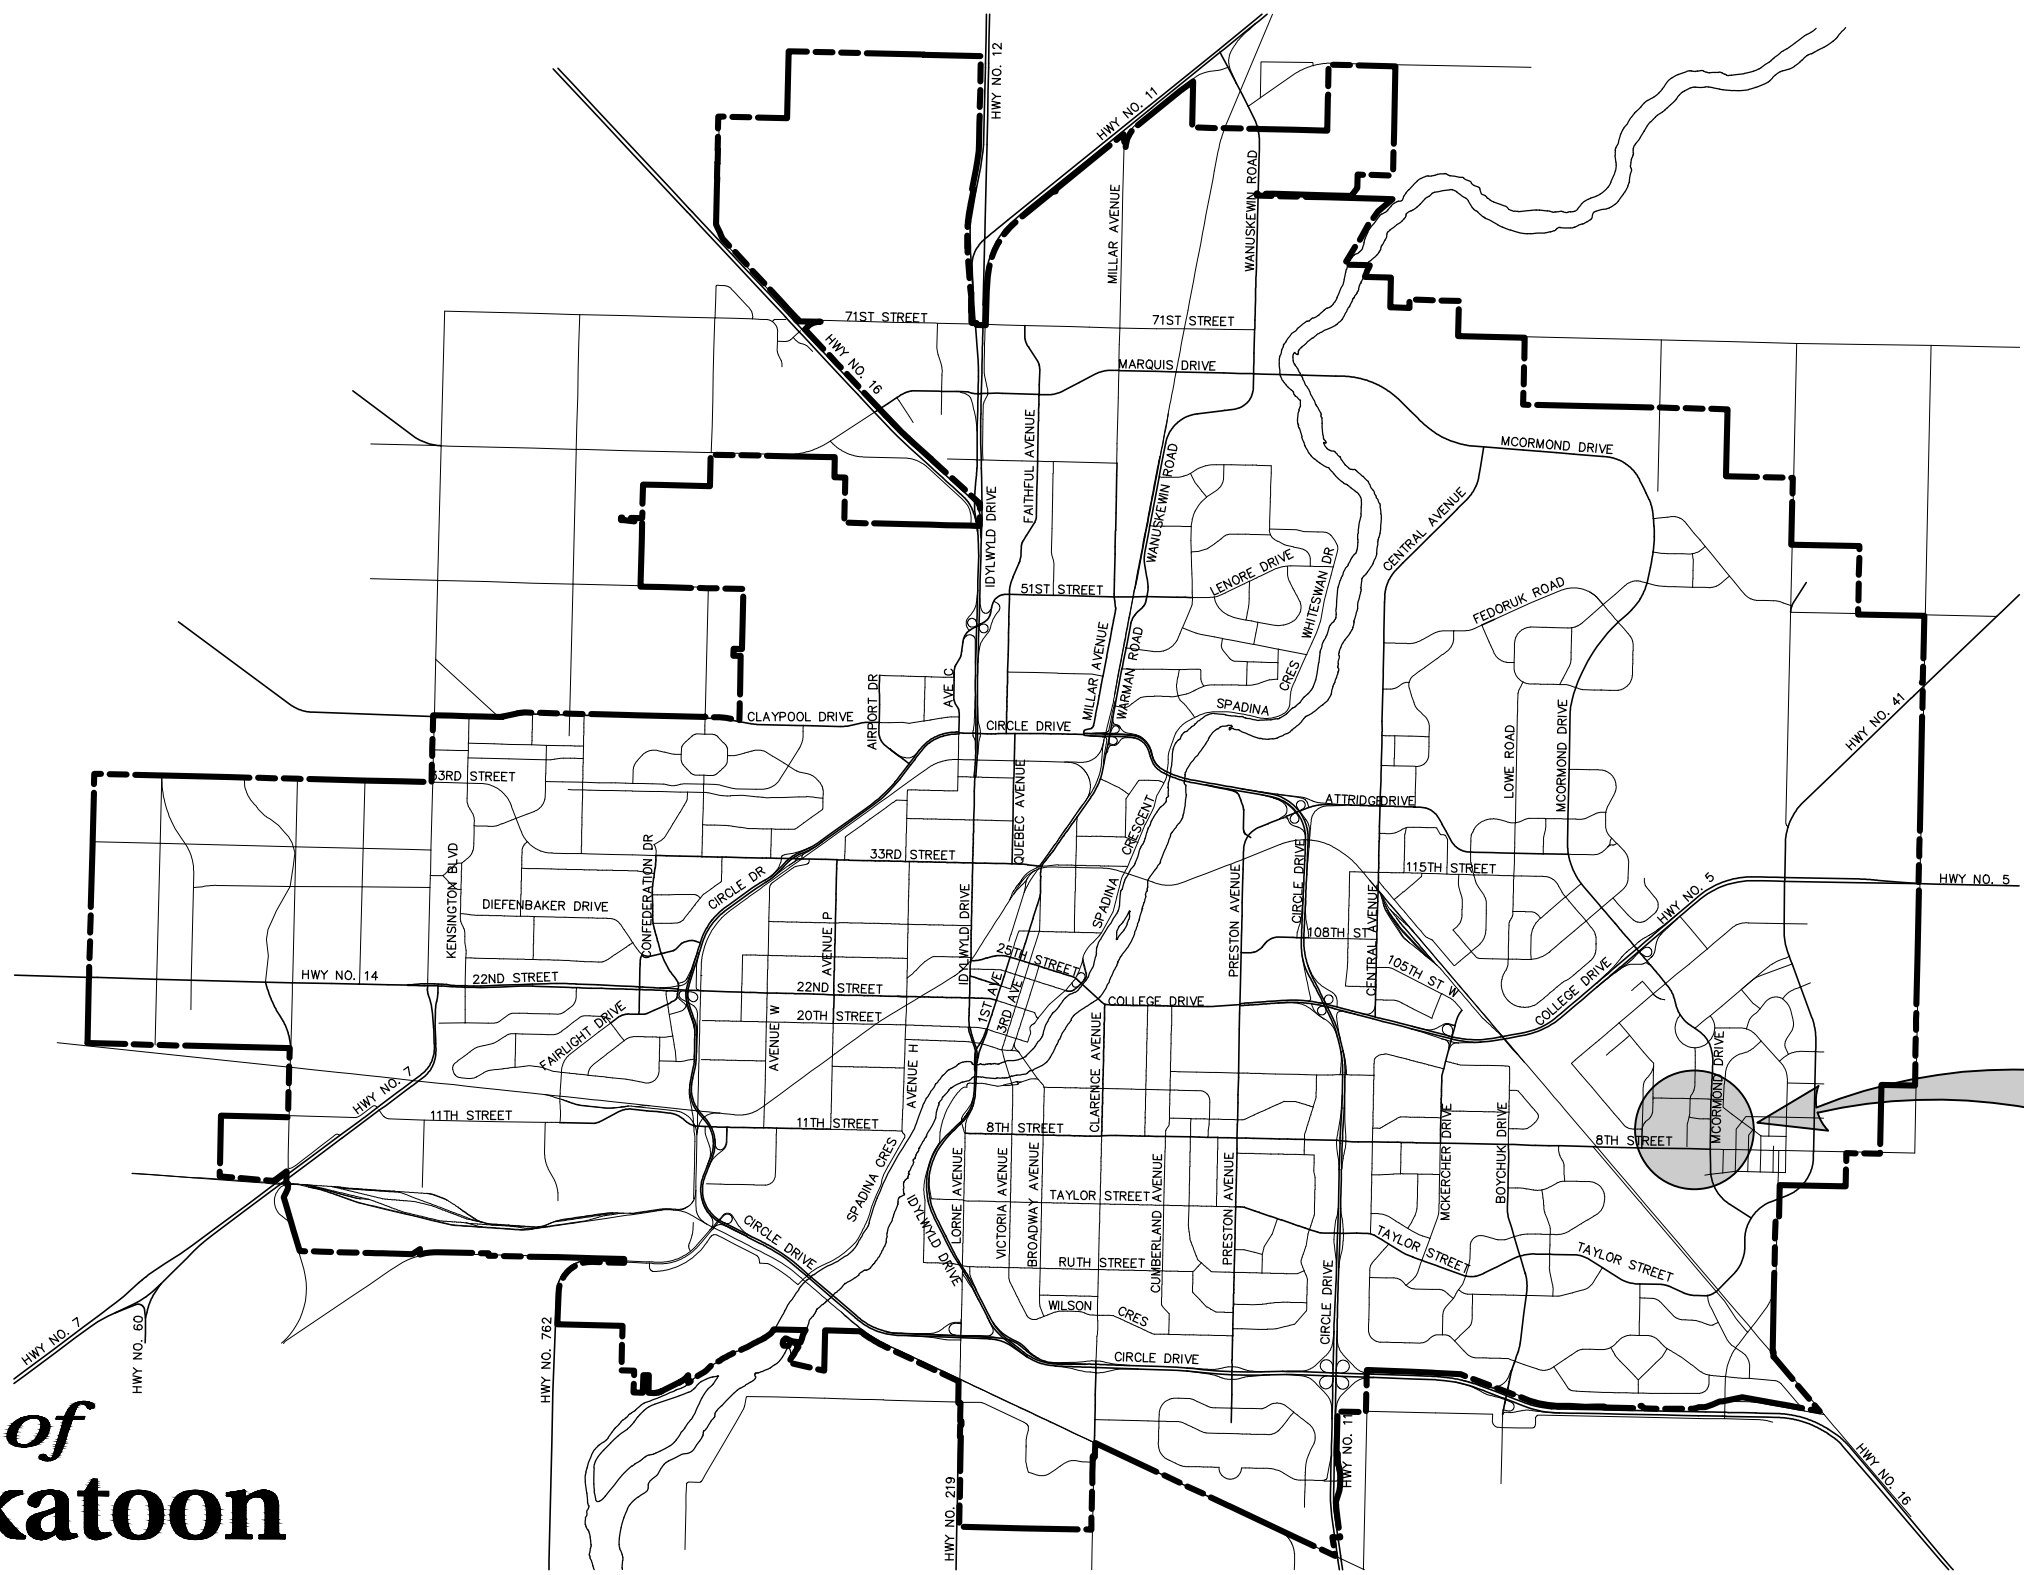 HWY NO. 12
HWY NO. 11
MILLAR AVENUE
WANUSKEWIN ROAD
71ST STREET
71ST STREET
HWY NO. 16
MARQUIS DRIVE
FAITHFUL AVENUE
MCORMOND DRIVE
WANUSKEWIN ROAD
IDYLWYLD DRIVE
CENTRAL AVENUE
LENORE DRIVE
WHITESWAN DR
51ST STREET
FEDORUK ROAD
MILLAR AVENUE
WARMAN ROAD
AIRPORT DR
AVE C
CRES
SPADINA
CLAYPOOL DRIVE
CIRCLE DRIVE
LOWE ROAD
MCORMOND DRIVE
HWY NO. 41
33RD STREET
QUEBEC AVENUE
ATTRIDGE DRIVE
CRESCENT
KENSINGTON BLVD
CONFEDERATION DR
33RD STREET
CIRCLE DR
PRESTON AVENUE
CIRCLE DRIVE
115TH STREET
HWY NO. 5
HWY NO. 5
DIEFENBAKER DRIVE
AVENUE P
IDYLWYLD DRIVE
SPADINA
108TH ST
CENTRAL AVENUE
25TH STREET
105TH ST W
HWY NO. 14
22ND STREET
22ND STREET
1ST AVE
3RD AVE
COLLEGE DRIVE
COLLEGE DRIVE
20TH STREET
FAIRLIGHT DRIVE
AVENUE W
AVENUE H
CLARENCE AVENUE
MCORMOND DRIVE
HWY NO. 7
11TH STREET
11TH STREET
8TH STREET
8TH STREET
MCKERCHER DRIVE
BOYCHUK DRIVE
SPADINA CRES
IDYLWYLD DRIVE
LORNE AVENUE
VICTORIA AVENUE
BROADWAY AVENUE
TAYLOR STREET
CUMBERLAND AVENUE
PRESTON AVENUE
CIRCLE DRIVE
TAYLOR STREET
TAYLOR STREET
RUTH STREET
CIRCLE DRIVE
WILSON
CRES
HWY NO. 7
HWY NO. 60
HWY NO. 762
CIRCLE DRIVE
HWY NO. 11
HWY NO. 16
HWY NO. 219
of
katoon